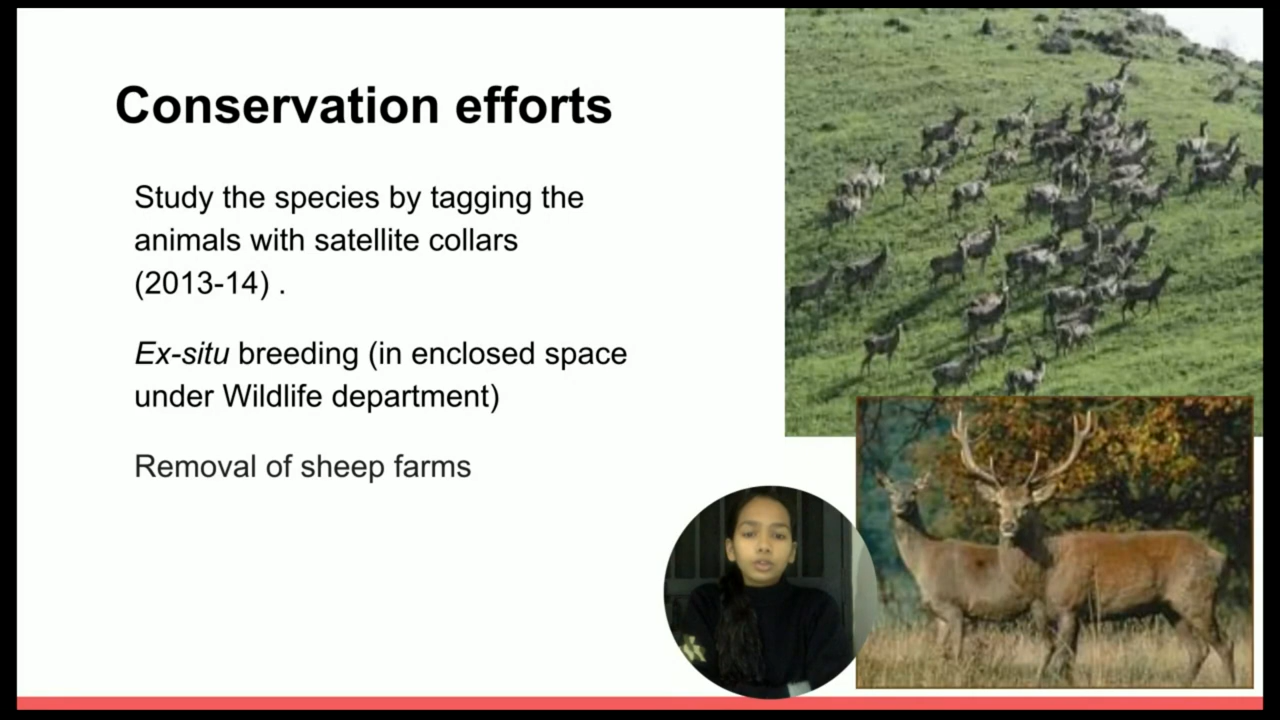 Conservation efforts
Study the species by tagging the
animals with satellite collars
(2013-14) .
Ex-situ breeding (in enclosed space
under Wildlife department)
Removal of sheep farms